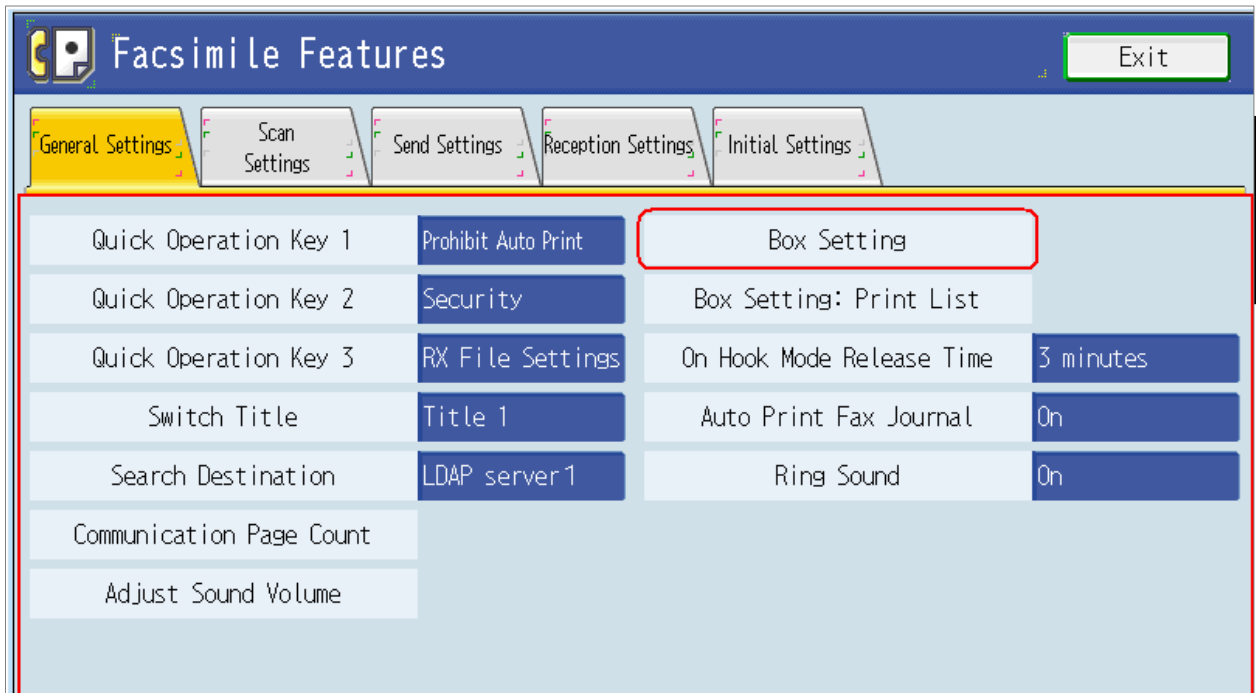 Facsimile Features
Exit
General Settings
Scan
Settings
Send Settings
Reception Settings
Initial Settings
Quick Operation Key 1
Prohibit Auto Print
Box Setting
Quick Operation Key 2
Security
Box Setting: Print List
Quick Operation Key 3
RX File Settings
On Hook Mode Release Time
3 minutes
Switch Title
Title 1
Auto Print Fax Journal
On
Search Destination
LDAP server1
Ring Sound
On
Communication Page Count
Adjust Sound Volume